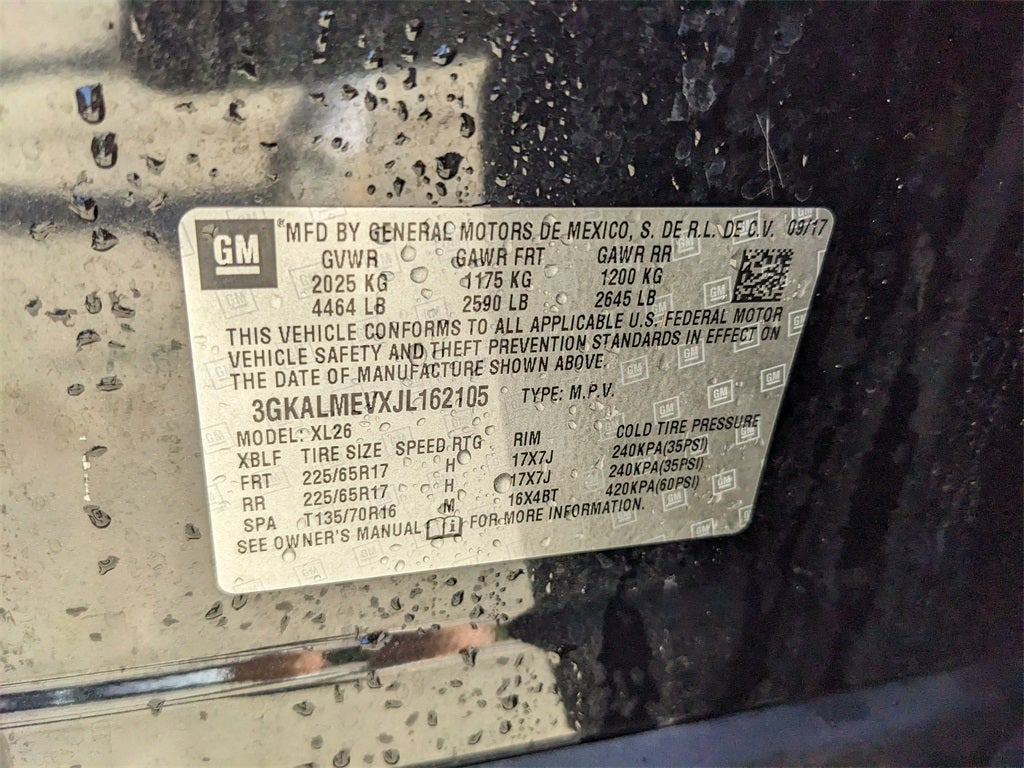 GM ® MFD BY GENERAL MOTORS DE MEXICO, S. DE R.L. DE C.V. 09/17
GVWR GAWR FRT GAWR RR
2025 KG 1175 KG 1200 KG
4464 LB 2590 LB 2645 LB
THIS VEHICLE CONFORMS TO ALL APPLICABLE U.S. FEDERAL MOTOR
VEHICLE SAFETY AND THEFT PREVENTION STANDARDS IN EFFECT ON
THE DATE OF MANUFACTURE SHOWN ABOVE.
3GKALMEVXJL162105 TYPE: M.P.V.
MODEL: XL26
XBLF TIRE SIZE SPEED RTG RIM COLD TIRE PRESSURE
FRT 225/65R17 H 17X7J 240KPA(35PSI)
RR 225/65R17 H 17X7J 240KPA(35PSI)
SPA T135/70R16 M 16X4BT 420KPA(60PSI)
SEE OWNER'S MANUAL FOR MORE INFORMATION.